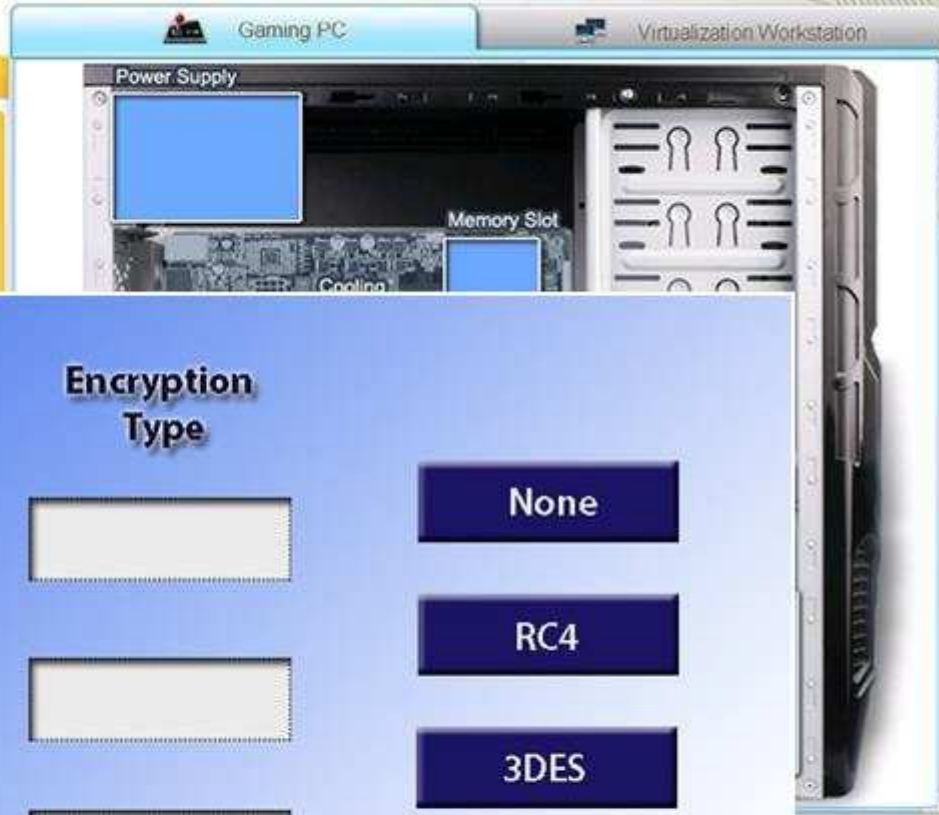 Gaming PC
Virtualization Workstation
Power Supply
Memory Slot
Cooling
Encryption
Type
None
RC4
3DES